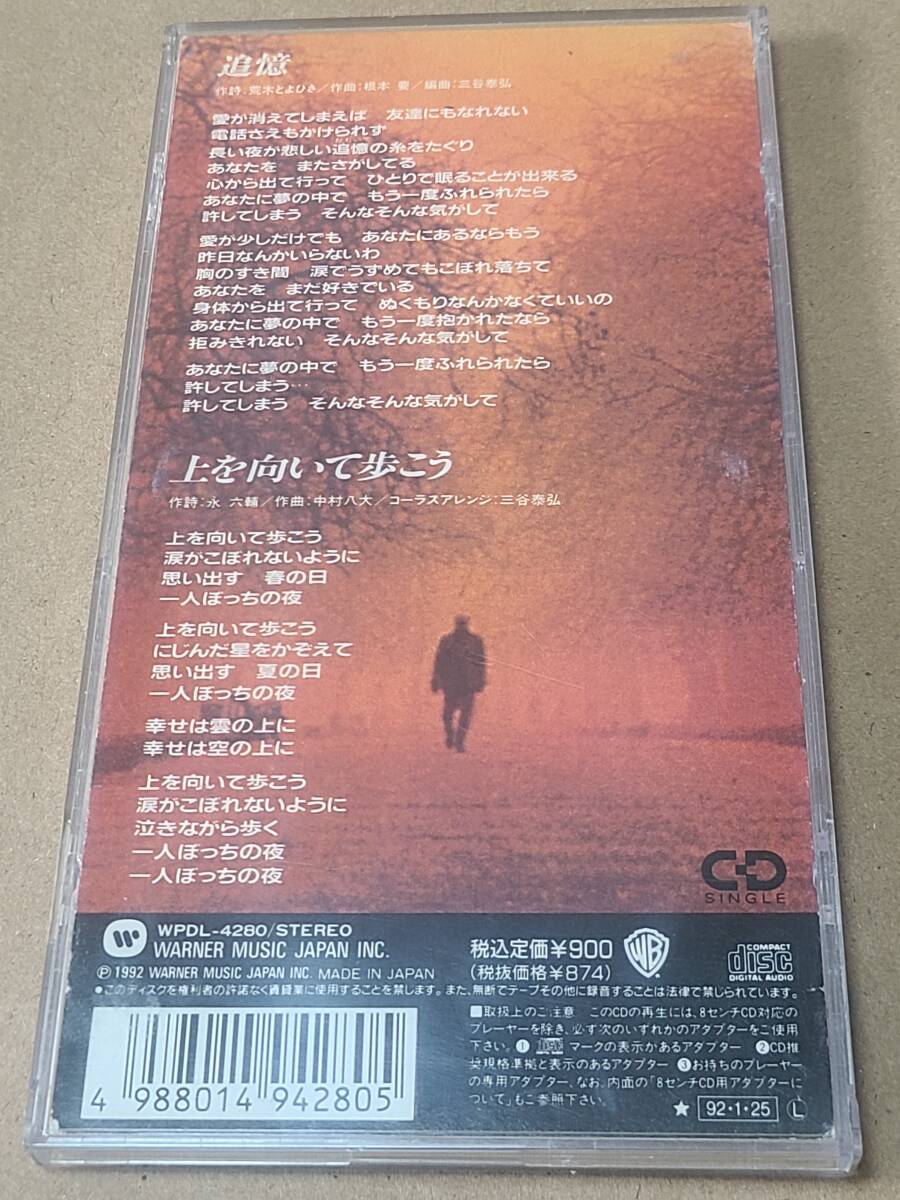 追憶
作詩:荒木とよひさ/作曲:根本 要/編曲:三谷泰弘
愛が消えてしまえば 友達にもなれない
電話さえもかけられず
長い夜が悲しい追憶の糸をたぐり
あなたを またさがしてる
心から出て行って ひとりで眠ることが出来る
あなたに夢の中で もう一度ふれられたら
許してしまう そんなそんな気がして
愛が少しだけでも あなたにあるならもう
昨日なんかいらないわ
胸のすき間 涙でうずめてもこぼれ落ちて
あなたを まだ好きでいる
身体から出て行って ぬくもりなんかなくていいの
あなたに夢の中で もう一度抱かれたなら
拒みきれない そんなそんな気がして
あなたに夢の中で もう一度ふれられたら
許してしまう…
許してしまう そんなそんな気がして
上を向いて歩こう
作詩:永 六輔/作曲:中村八大/コーラスアレンジ:三谷泰弘
上を向いて歩こう
涙がこぼれないように
思い出す 春の日
一人ぼっちの夜
上を向いて歩こう
にじんだ星をかぞえて
思い出す 夏の日
一人ぼっちの夜
幸せは雲の上に
幸せは空の上に
上を向いて歩こう
涙がこぼれないように
泣きながら歩く
一人ぼっちの夜
一人ぼっちの夜
CD
SINGLE
WPDL-4280/STEREO
WARNER MUSIC JAPAN INC.
Ⓟ1992 WARNER MUSIC JAPAN INC. MADE IN JAPAN
税込定価¥900
(税抜価格¥874)
WB
COMPACT
disc
DIGITAL AUDIO
●このディスクを権利者の許諾なく賃貸業に使用することを禁じます。また、無断でテープその他に録音することは法律で禁じられています。
■取扱上のご注意 このCDの再生には、8センチCD対応の
プレーヤーを除き、必ず次のいずれかのアダプターをご使用
下さい。❶ disc マークの表示があるアダプター ❷CD推
奨規格準拠と表示のあるアダプター ❸お持ちのプレーヤー
の専用アダプター、なお、内面の「8センチCD用アダプターに
ついて」もご参照下さい。
★ 92・1・25 Ⓛ
4 988014 942805